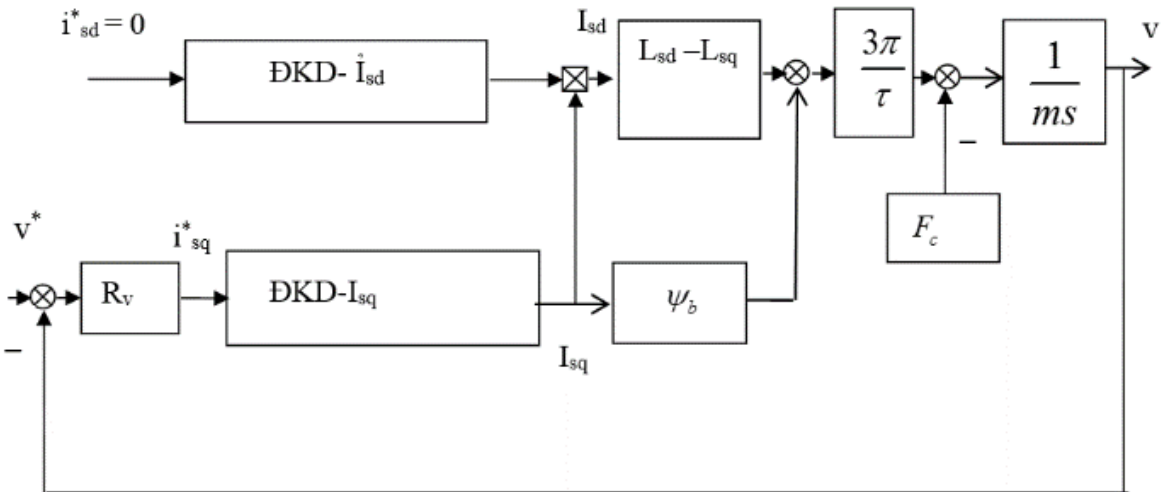 i*sd = 0
ĐKD- İsd
Isd
Lsd –Lsq
3π
τ
1
ms
v
–
Fc
v*
i*sq
Rv
ĐKD-Isq
ψb
–
Isq